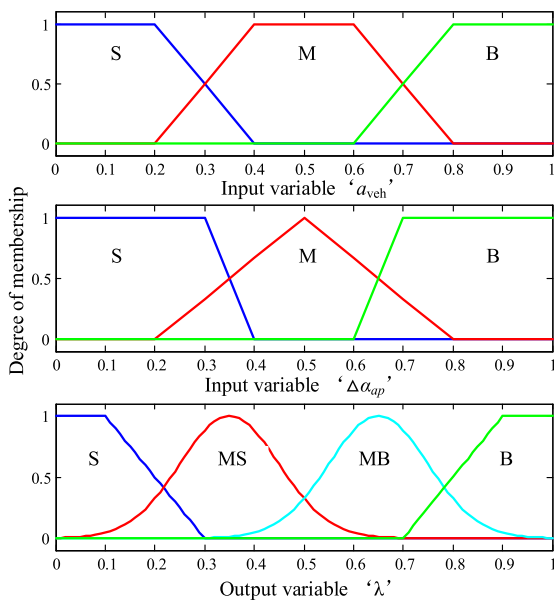 1
0.5
0
S
M
B
0 0.1 0.2 0.3 0.4 0.5 0.6 0.7 0.8 0.9 1
Input variable ‘aveh’
Degree of membership
1
0.5
0
S
M
B
0 0.1 0.2 0.3 0.4 0.5 0.6 0.7 0.8 0.9 1
Input variable ‘Δαap’
1
0.5
0
S
MS
MB
B
0 0.1 0.2 0.3 0.4 0.5 0.6 0.7 0.8 0.9 1
Output variable ‘λ’